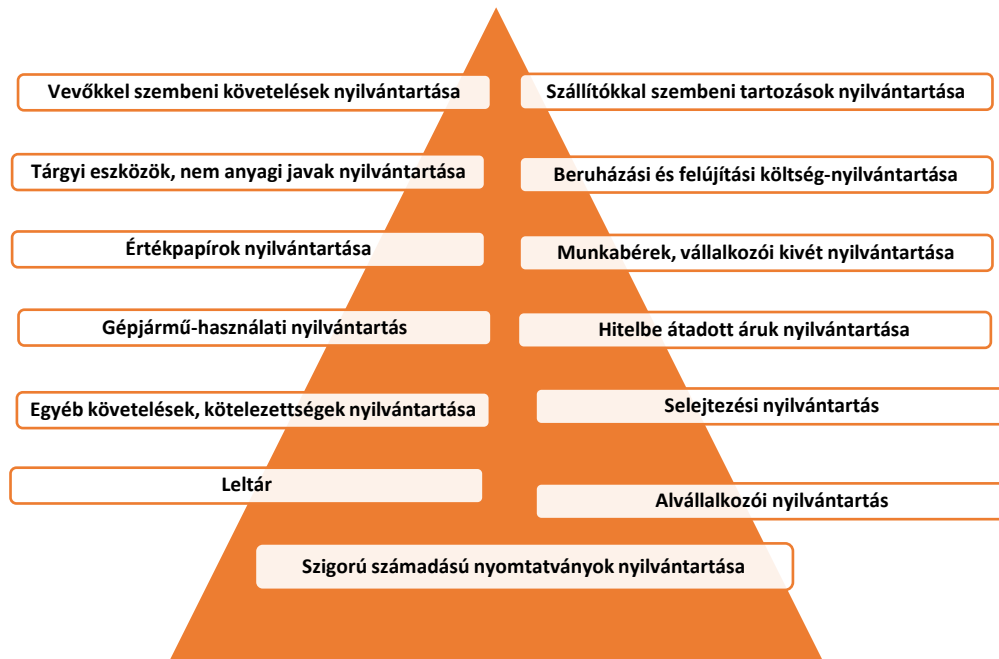 Vevőkkel szembeni követelések nyilvántartása
Szállítókkal szembeni tartozások nyilvántartása
Tárgyi eszközök, nem anyagi javak nyilvántartása
Beruházási és felújítási költség-nyilvántartása
Értékpapírok nyilvántartása
Munkabérek, vállalkozói kivét nyilvántartása
Gépjármű-használati nyilvántartás
Hitelbe átadott áruk nyilvántartása
Egyéb követelések, kötelezettségek nyilvántartása
Selejtezési nyilvántartás
Leltár
Alvállalkozói nyilvántartás
Szigorú számadású nyomtatványok nyilvántartása